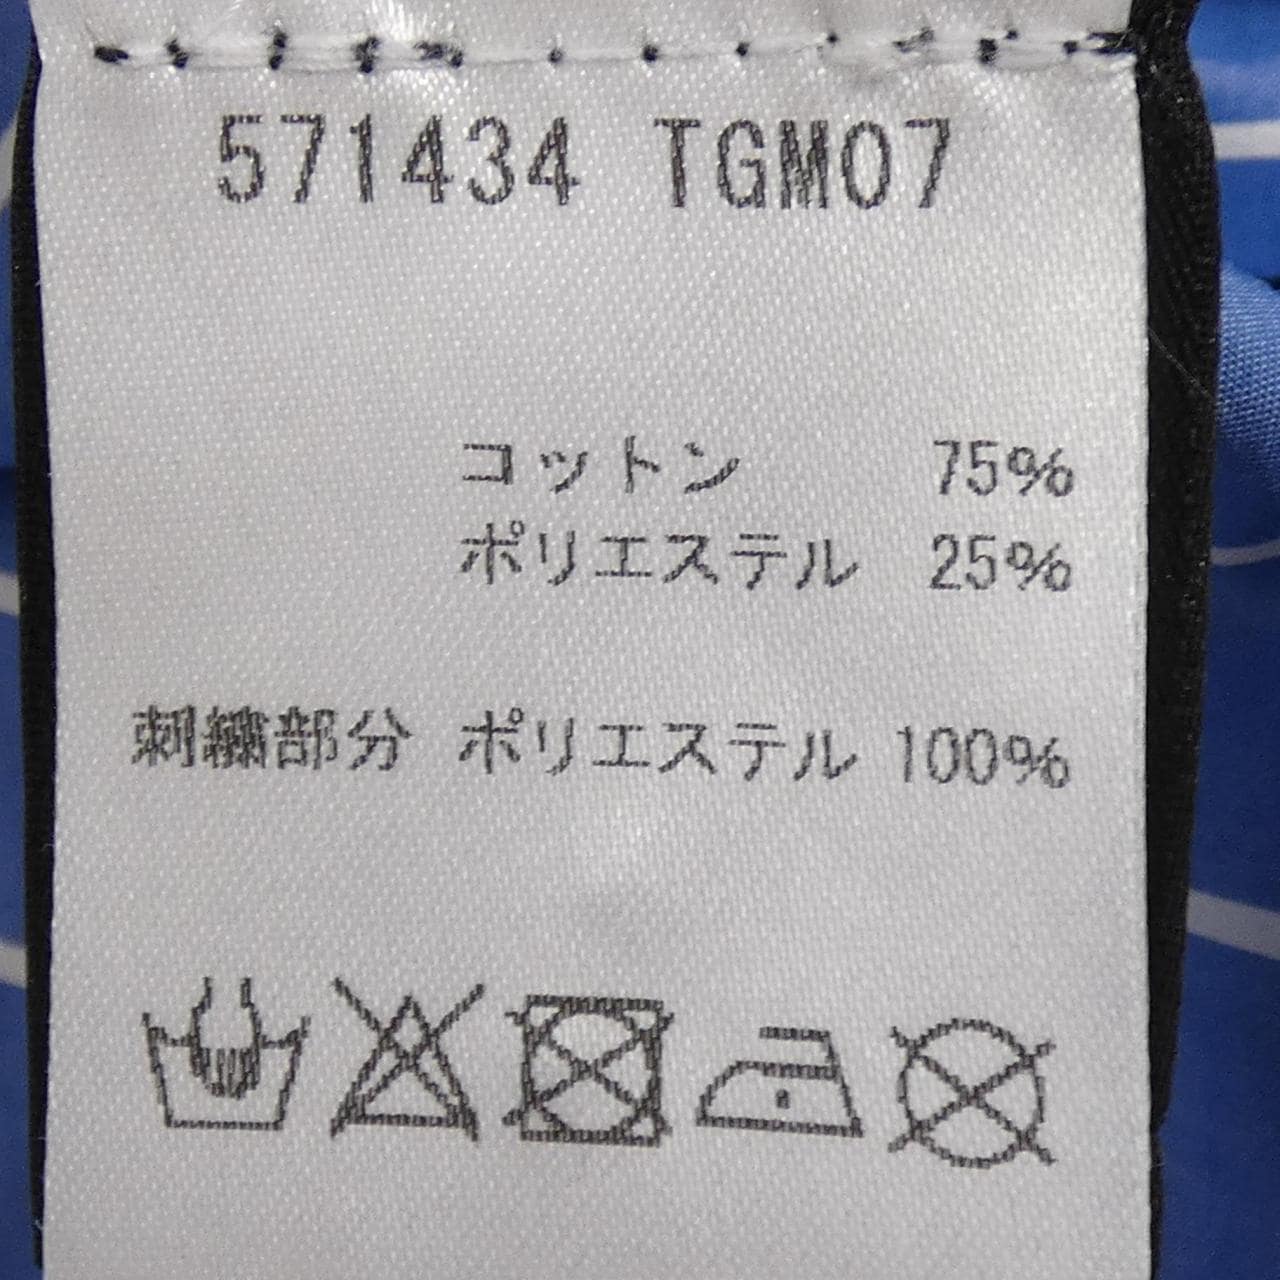 571434 TGM07
コットン 75%
ポリエステル 25%
刺繍部分 ポリエステル 100%